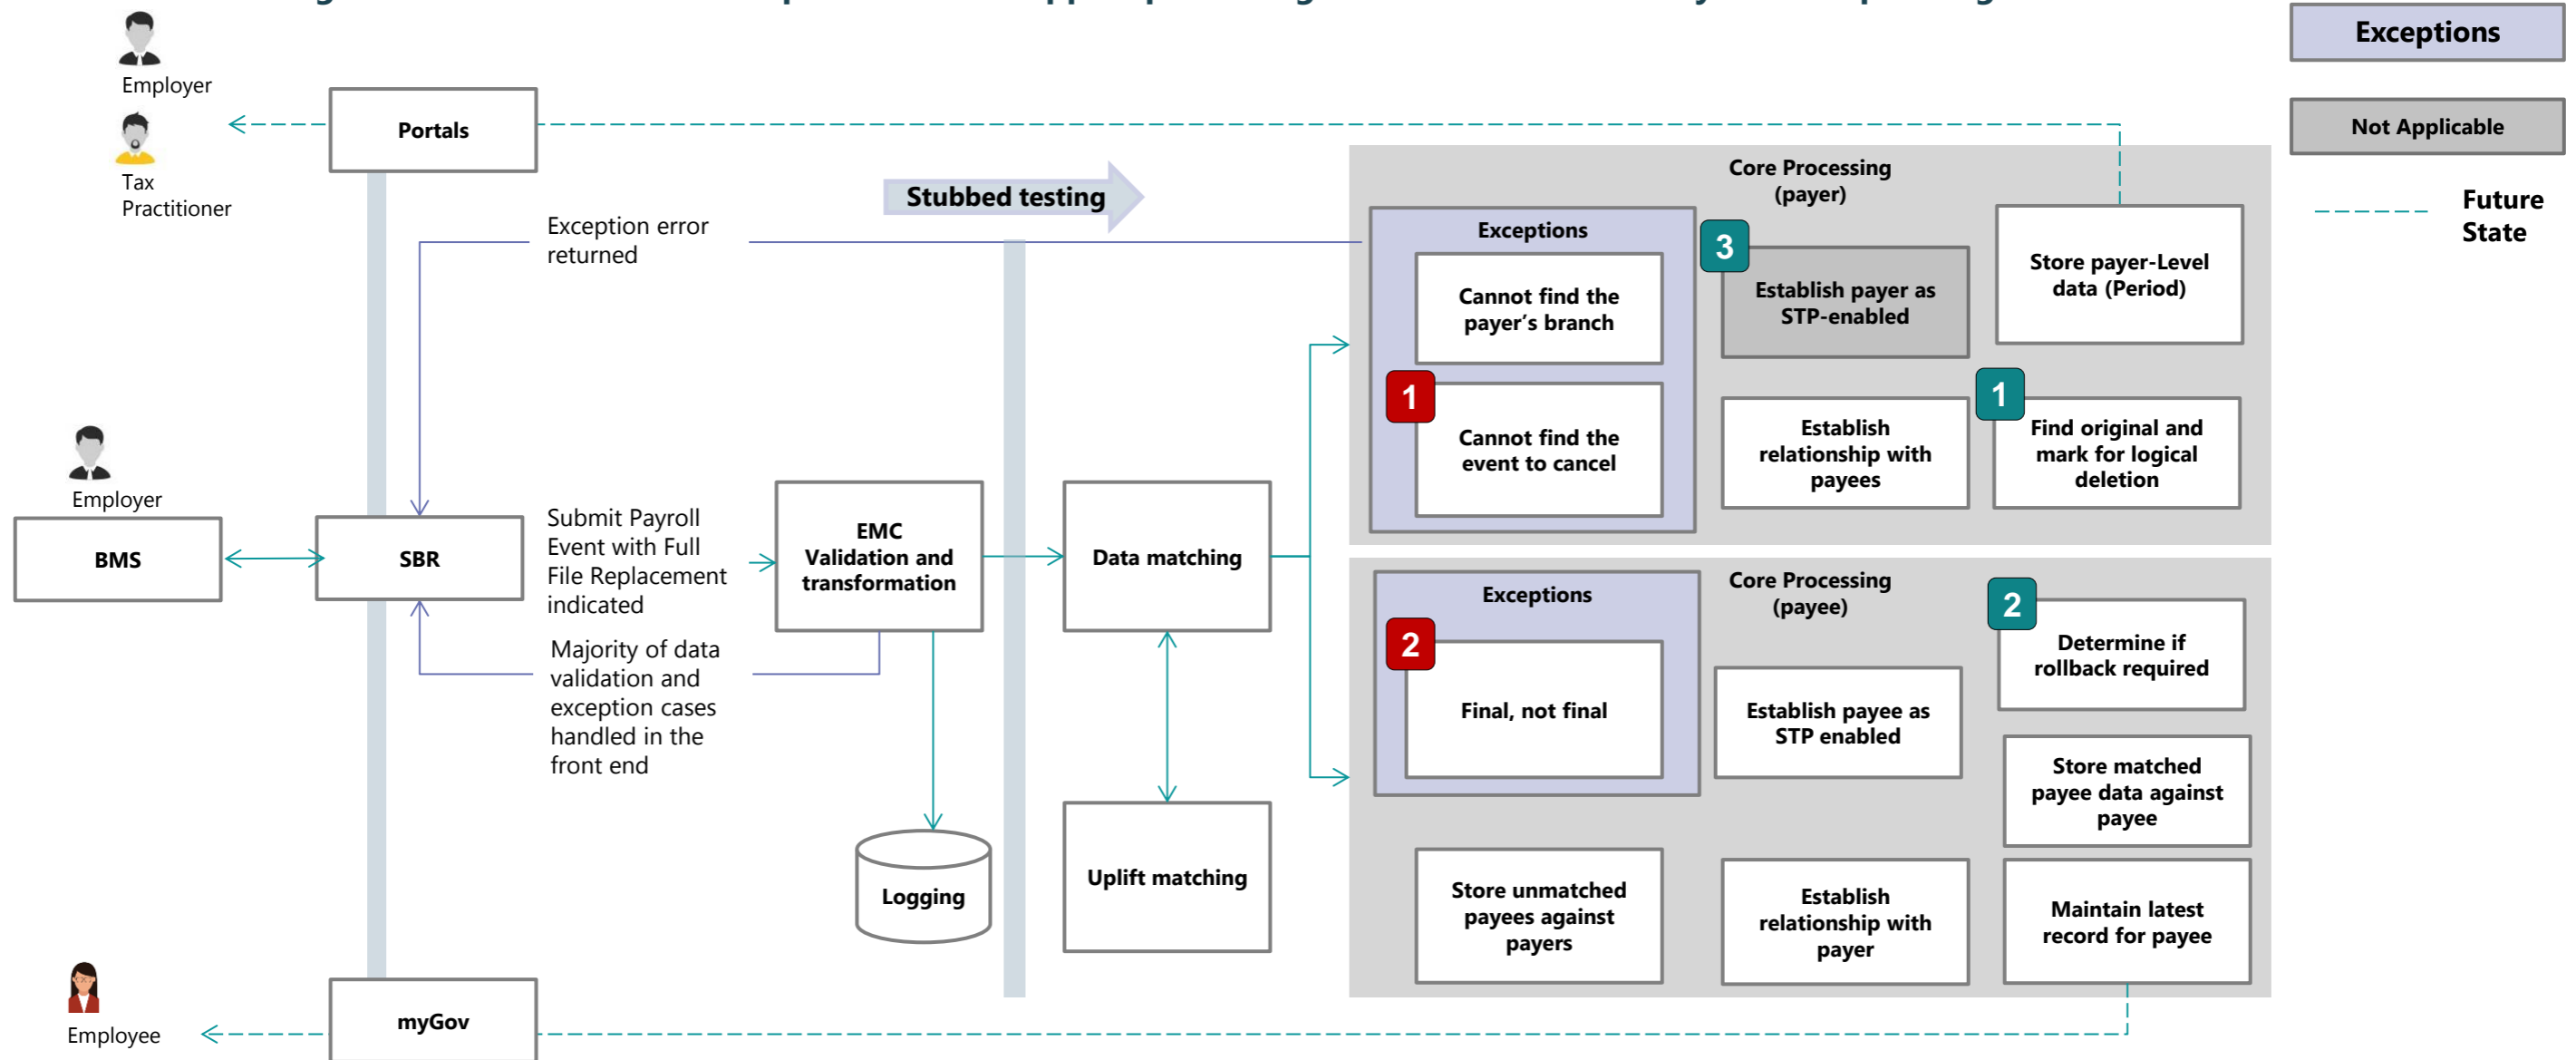 Employer
Tax
Practitioner
Portals
Exceptions
Not Applicable
Future
State
Stubbed testing
Exception error
returned
Core Processing
(payer)
Exceptions
Cannot find the
payer’s branch
1
Cannot find the
event to cancel
3
Establish payer as
STP-enabled
Store payer-Level
data (Period)
Establish
relationship with
payees
1
Find original and
mark for logical
deletion
Employer
BMS
SBR
Submit Payroll
Event with Full
File Replacement
indicated
EMC
Validation and
transformation
Data matching
Majority of data
validation and
exception cases
handled in the
front end
Logging
Uplift matching
Core Processing
(payee)
Exceptions
2
Final, not final
2
Determine if
rollback required
Establish payee as
STP enabled
Store matched
payee data against
payee
Store unmatched
payees against
payers
Establish
relationship with
payer
Maintain latest
record for payee
Employee
myGov